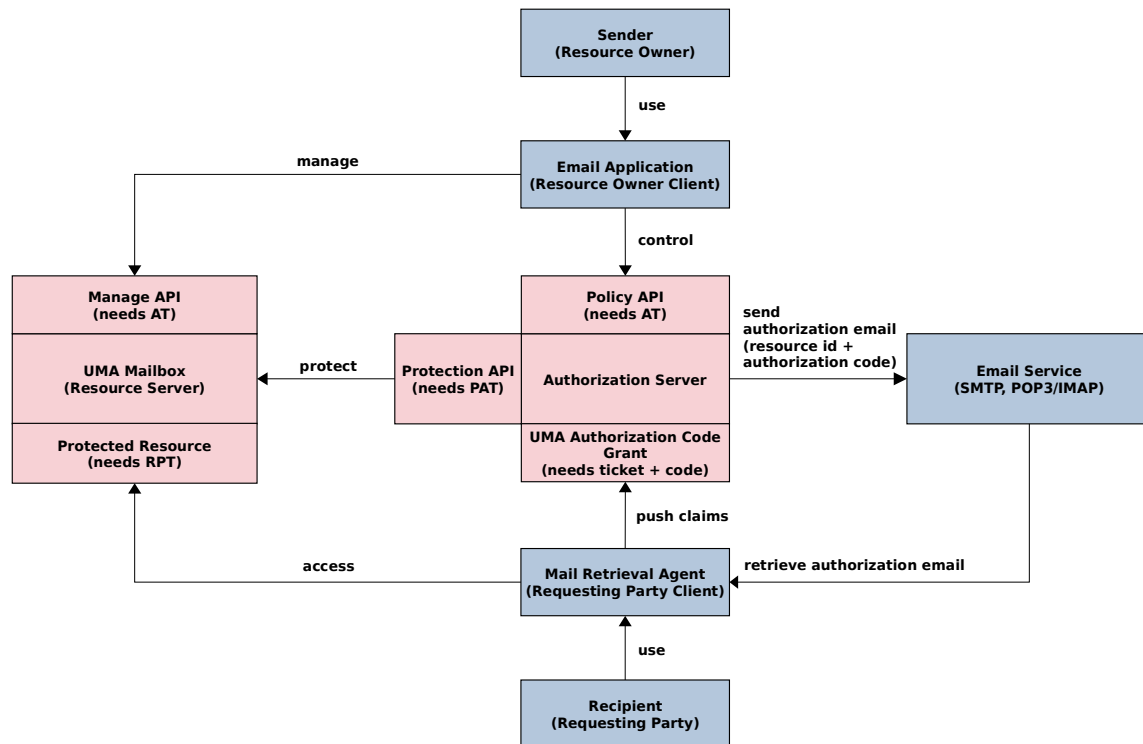 Sender
(Resource Owner)
use
Email Application
(Resource Owner Client)
manage
control
Manage API
(needs AT)
Policy API
(needs AT)
send
authorization email
(resource id +
authorization code)
UMA Mailbox
(Resource Server)
protect
Protection API
(needs PAT)
Authorization Server
Email Service
(SMTP, POP3/IMAP)
Protected Resource
(needs RPT)
UMA Authorization Code
Grant
(needs ticket + code)
push claims
access
Mail Retrieval Agent
(Requesting Party Client)
retrieve authorization email
use
Recipient
(Requesting Party)